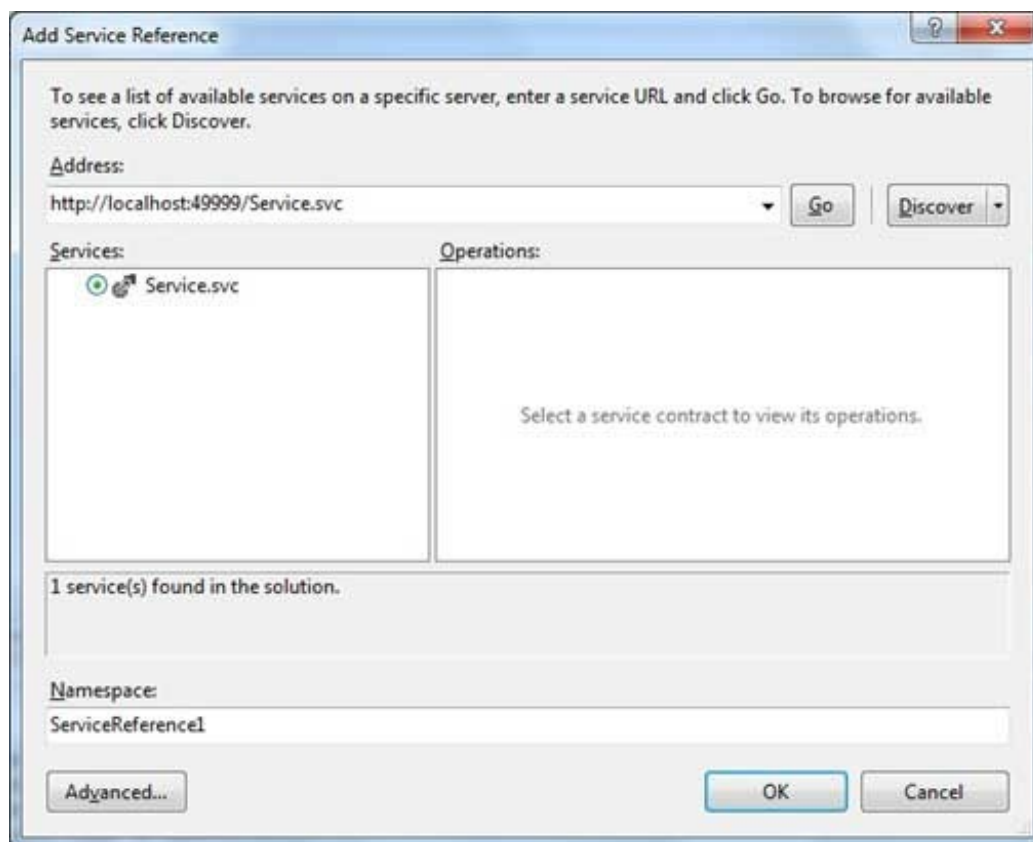 Add Service Reference
To see a list of available services on a specific server, enter a service URL and click Go. To browse for available
services, click Discover.
Address:
http://localhost:49999/Service.svc
Go
Discover
Services:
Operations:
Service.svc
Select a service contract to view its operations.
1 service(s) found in the solution.
Namespace:
ServiceReference1
Advanced...
OK
Cancel